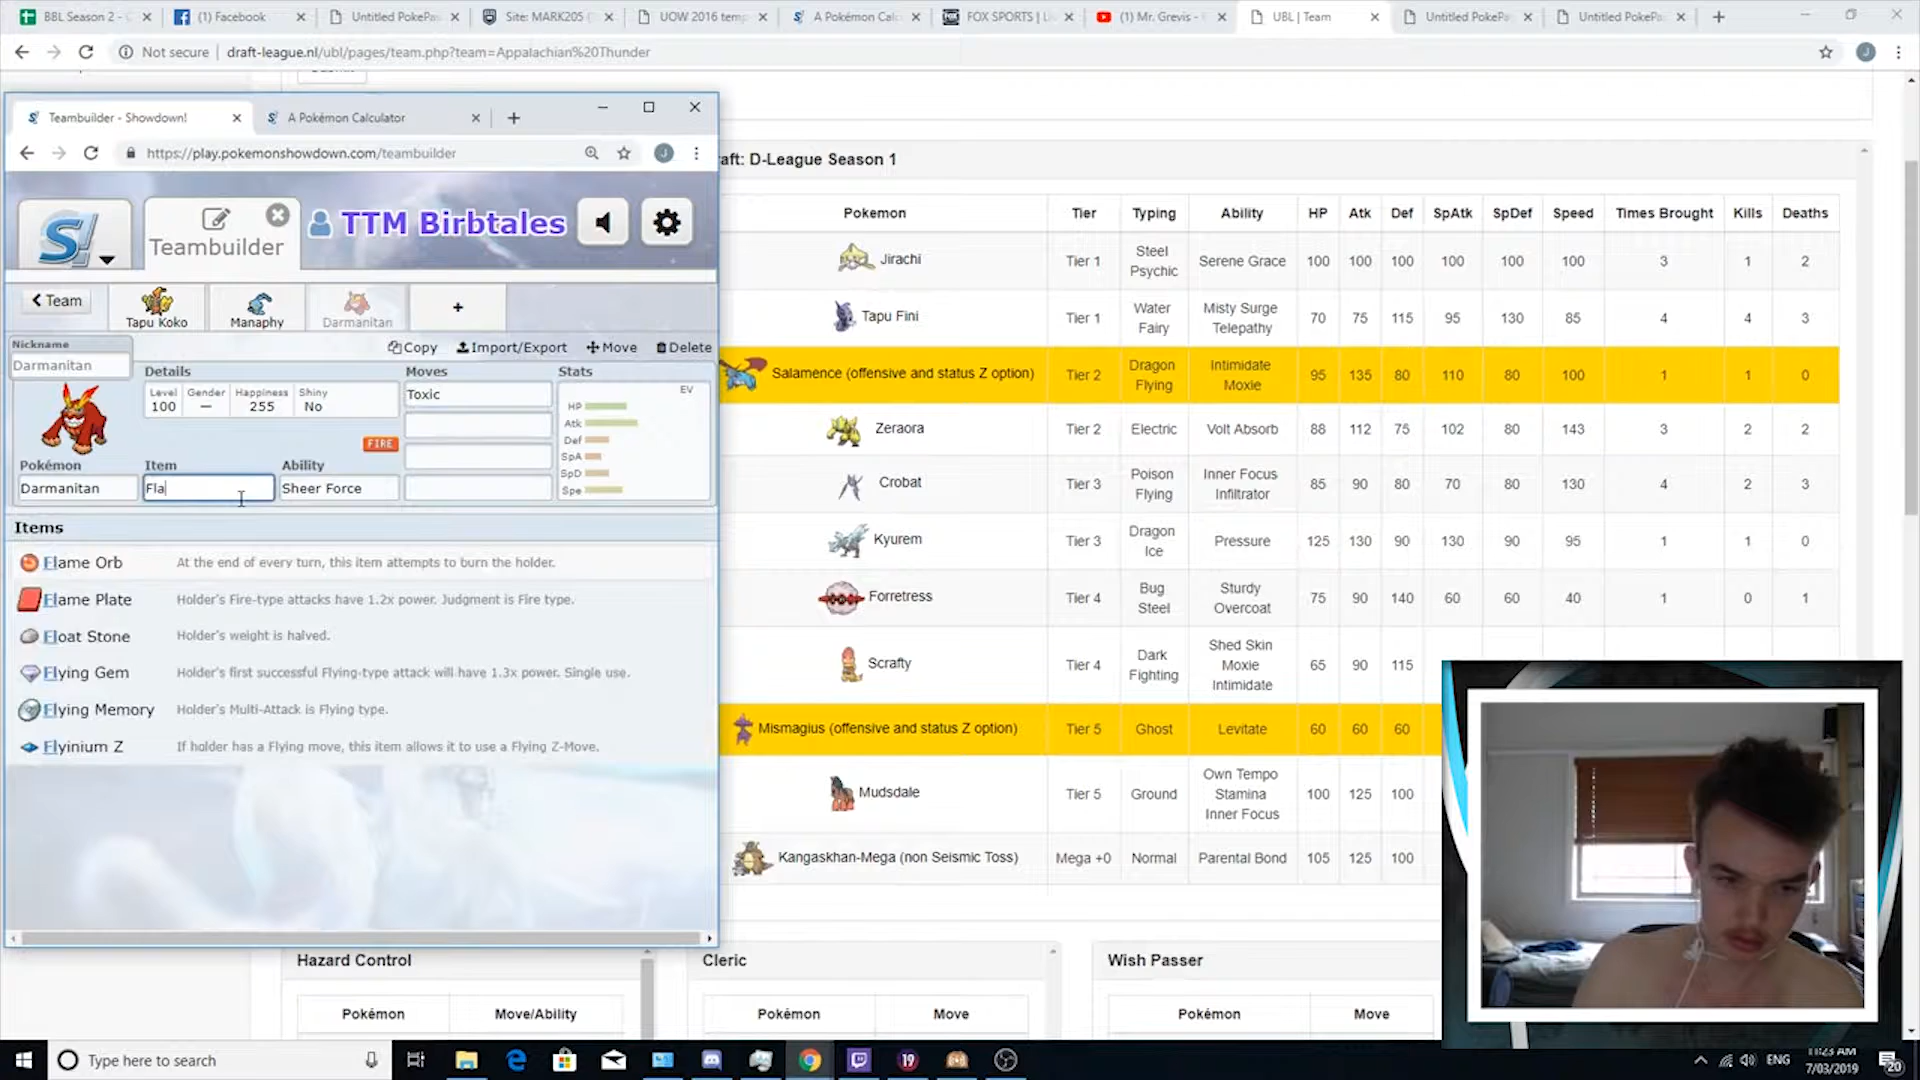 BBL Season 2 -
(1) Facebook
Untitled PokePa
Site: MARK205
UOW 2016 temp
A Pokémon Calc
FOX SPORTS | L
(1) Mr. Grevis -
UBL | Team
Untitled PokePa
Untitled PokePa
Not secure | draft-league.nl/ubl/pages/team.php?team=Appalachian%20Thunder
Teambuilder - Showdown!
A Pokémon Calculator
https://play.pokemonshowdown.com/teambuilder
Teambuilder
TTM Birbtales
Team
Tapu Koko
Manaphy
Darmanitan
+
Copy
Import/Export
Move
Delete
Nickname
Darmanitan
Details
Level
100
Gender
—
Happiness
255
Shiny
No
FIRE
Pokémon
Darmanitan
Item
Fla
Ability
Sheer Force
Moves
Toxic
Stats
EV
HP
Atk
Def
SpA
SpD
Spe
Items
Flame Orb At the end of every turn, this item attempts to burn the holder.
Flame Plate Holder's Fire-type attacks have 1.2x power. Judgment is Fire type.
Float Stone Holder's weight is halved.
Flying Gem Holder's first successful Flying-type attack will have 1.3x power. Single use.
Flying Memory Holder's Multi-Attack is Flying type.
Flyinium Z If holder has a Flying move, this item allows it to use a Flying Z-Move.
aft: D-League Season 1
Pokemon Tier Typing Ability HP Atk Def SpAtk SpDef Speed Times Brought Kills Deaths
Jirachi Tier 1 Steel Psychic Serene Grace 100 100 100 100 100 100 3 1 2
Tapu Fini Tier 1 Water Fairy Misty Surge Telepathy 70 75 115 95 130 85 4 4 3
Salamence (offensive and status Z option) Tier 2 Dragon Flying Intimidate Moxie 95 135 80 110 80 100 1 1 0
Zeraora Tier 2 Electric Volt Absorb 88 112 75 102 80 143 3 2 2
Crobat Tier 3 Poison Flying Inner Focus Infiltrator 85 90 80 70 80 130 4 2 3
Kyurem Tier 3 Dragon Ice Pressure 125 130 90 130 90 95 1 1 0
Forretress Tier 4 Bug Steel Sturdy Overcoat 75 90 140 60 60 40 1 0 1
Scrafty Tier 4 Dark Fighting Shed Skin Moxie Intimidate 65 90 115
Mismagius (offensive and status Z option) Tier 5 Ghost Levitate 60 60 60
Mudsdale Tier 5 Ground Own Tempo Stamina Inner Focus 100 125 100
Kangaskhan-Mega (non Seismic Toss) Mega +0 Normal Parental Bond 105 125 100
Hazard Control
Pokémon Move/Ability
Cleric
Pokémon Move
Wish Passer
Pokémon Move
Type here to search
19
ENG
11:23 AM
7/03/2019
20